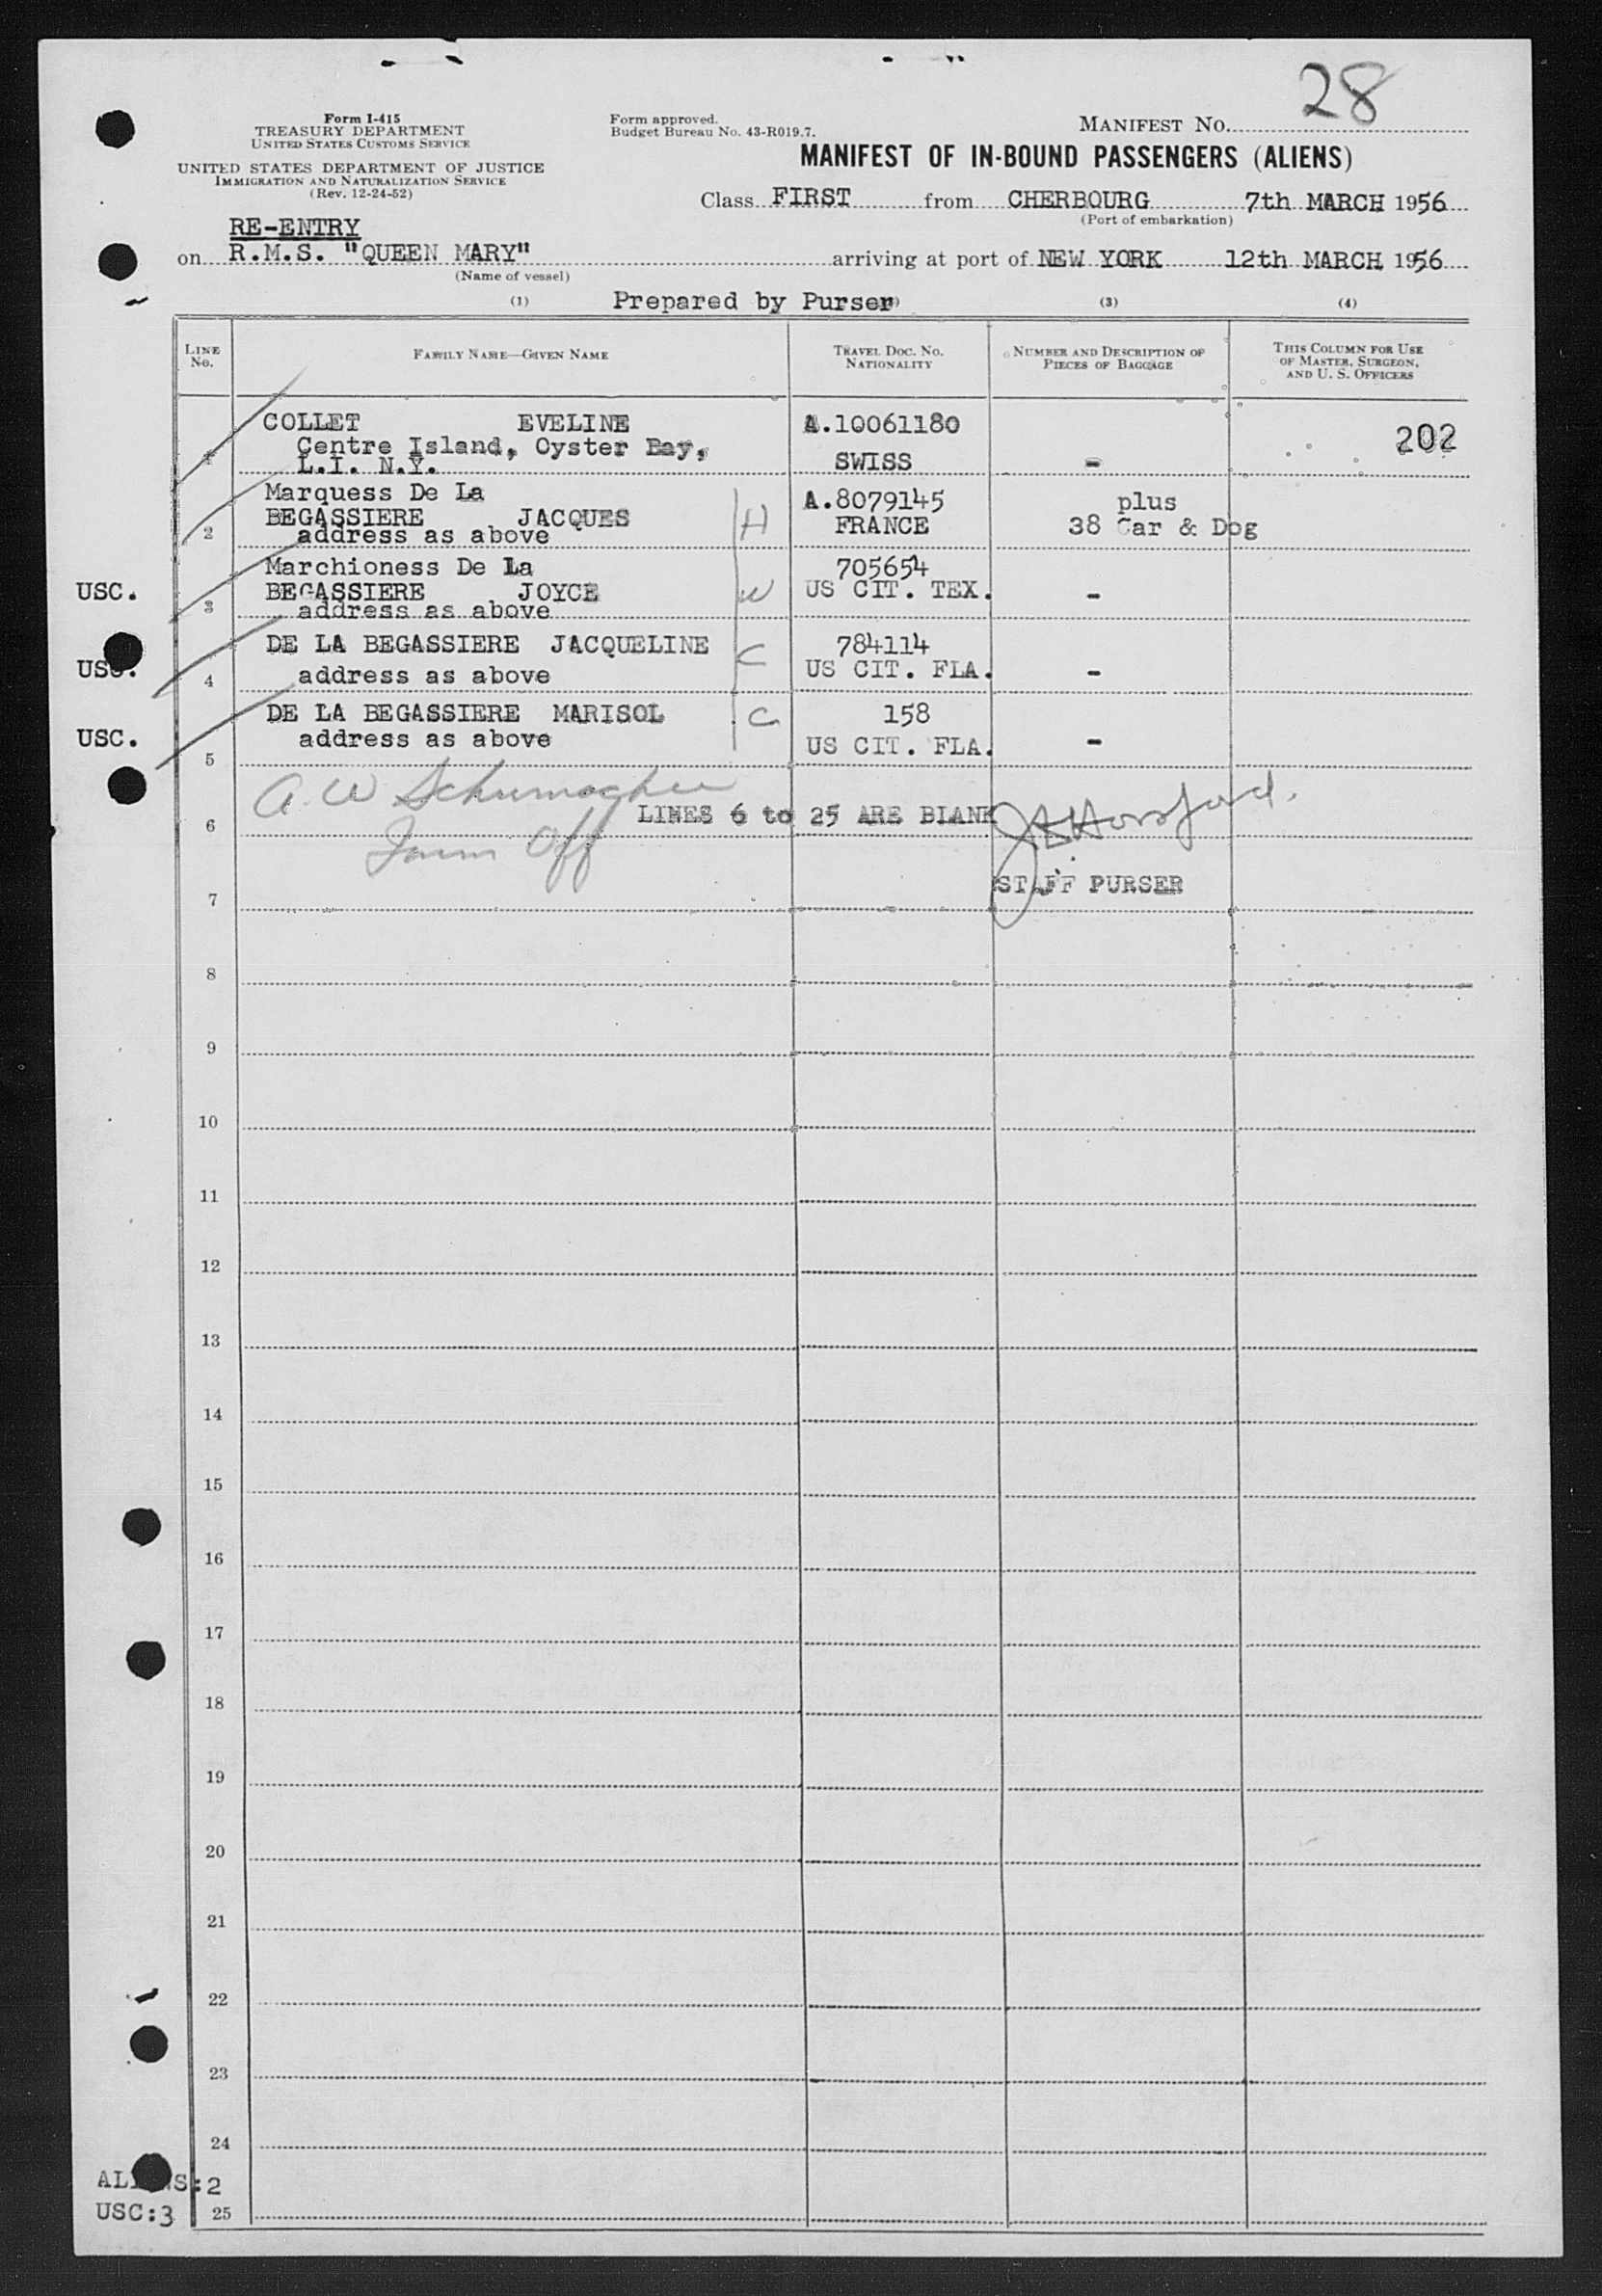 28
Form I-415
TREASURY DEPARTMENT
UNITED STATES CUSTOMS SERVICE
UNITED STATES DEPARTMENT OF JUSTICE
IMMIGRATION AND NATURALIZATION SERVICE
(Rev. 12-24-52)
Form approved.
Budget Bureau No. 43-R019.7.
MANIFEST NO.
MANIFEST OF IN-BOUND PASSENGERS (ALIENS)
Class FIRST from CHERBOURG 7th MARCH 1956
(Port of embarkation)
RE-ENTRY
on R.M.S. "QUEEN MARY" arriving at port of NEW YORK 12th MARCH 1956
(Name of vessel)
(1) Prepared by Purser (3) (4)
LINE No. FAMILY NAME—GIVEN NAME TRAVEL DOC. NO. NATIONALITY NUMBER AND DESCRIPTION OF PIECES OF BAGGAGE THIS COLUMN FOR USE OF MASTER, SURGEON, AND U. S. OFFICERS
COLLET EVELINE A.10061180 202
Centre Island, Oyster Bay,
1 L.I. N.Y. SWISS -
Marquess De La A.8079145 plus
2 BEGASSIERE JACQUES H FRANCE 38 Car & Dog
address as above
Marchioness De La 705654
USC. 3 BEGASSIERE JOYCE W US CIT. TEX. -
address as above
DE LA BEGASSIERE JACQUELINE C 784114
USC. 4 address as above US CIT. FLA. -
DE LA BEGASSIERE MARISOL C 158
USC. address as above US CIT. FLA. -
5
A. W Schumacher
6 LINES 6 to 25 ARE BLANK
Imm Off
7 STAFF PURSER
8
9
10
11
12
13
14
15
16
17
18
19
20
21
22
23
24
ALIENS:2
USC:3 25